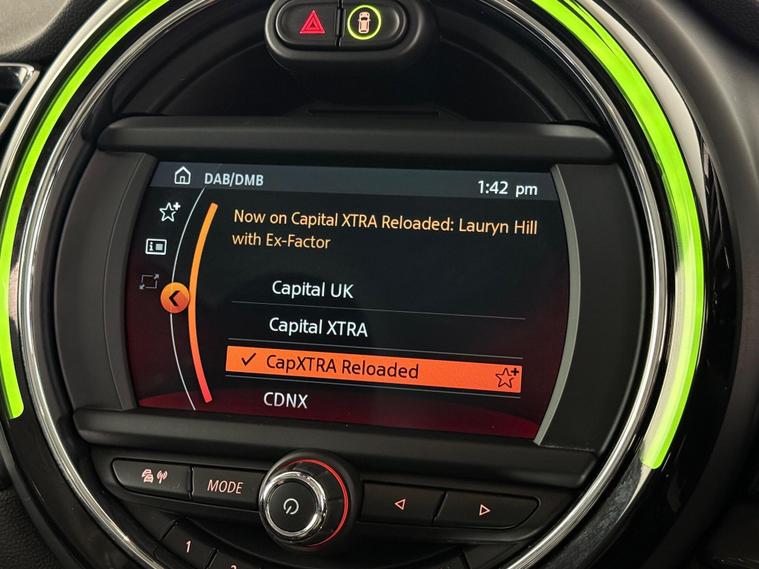 DAB/DMB
1:42 pm
Now on Capital XTRA Reloaded: Lauryn Hill
with Ex-Factor
Capital UK
Capital XTRA
CapXTRA Reloaded
CDNX
MODE
1